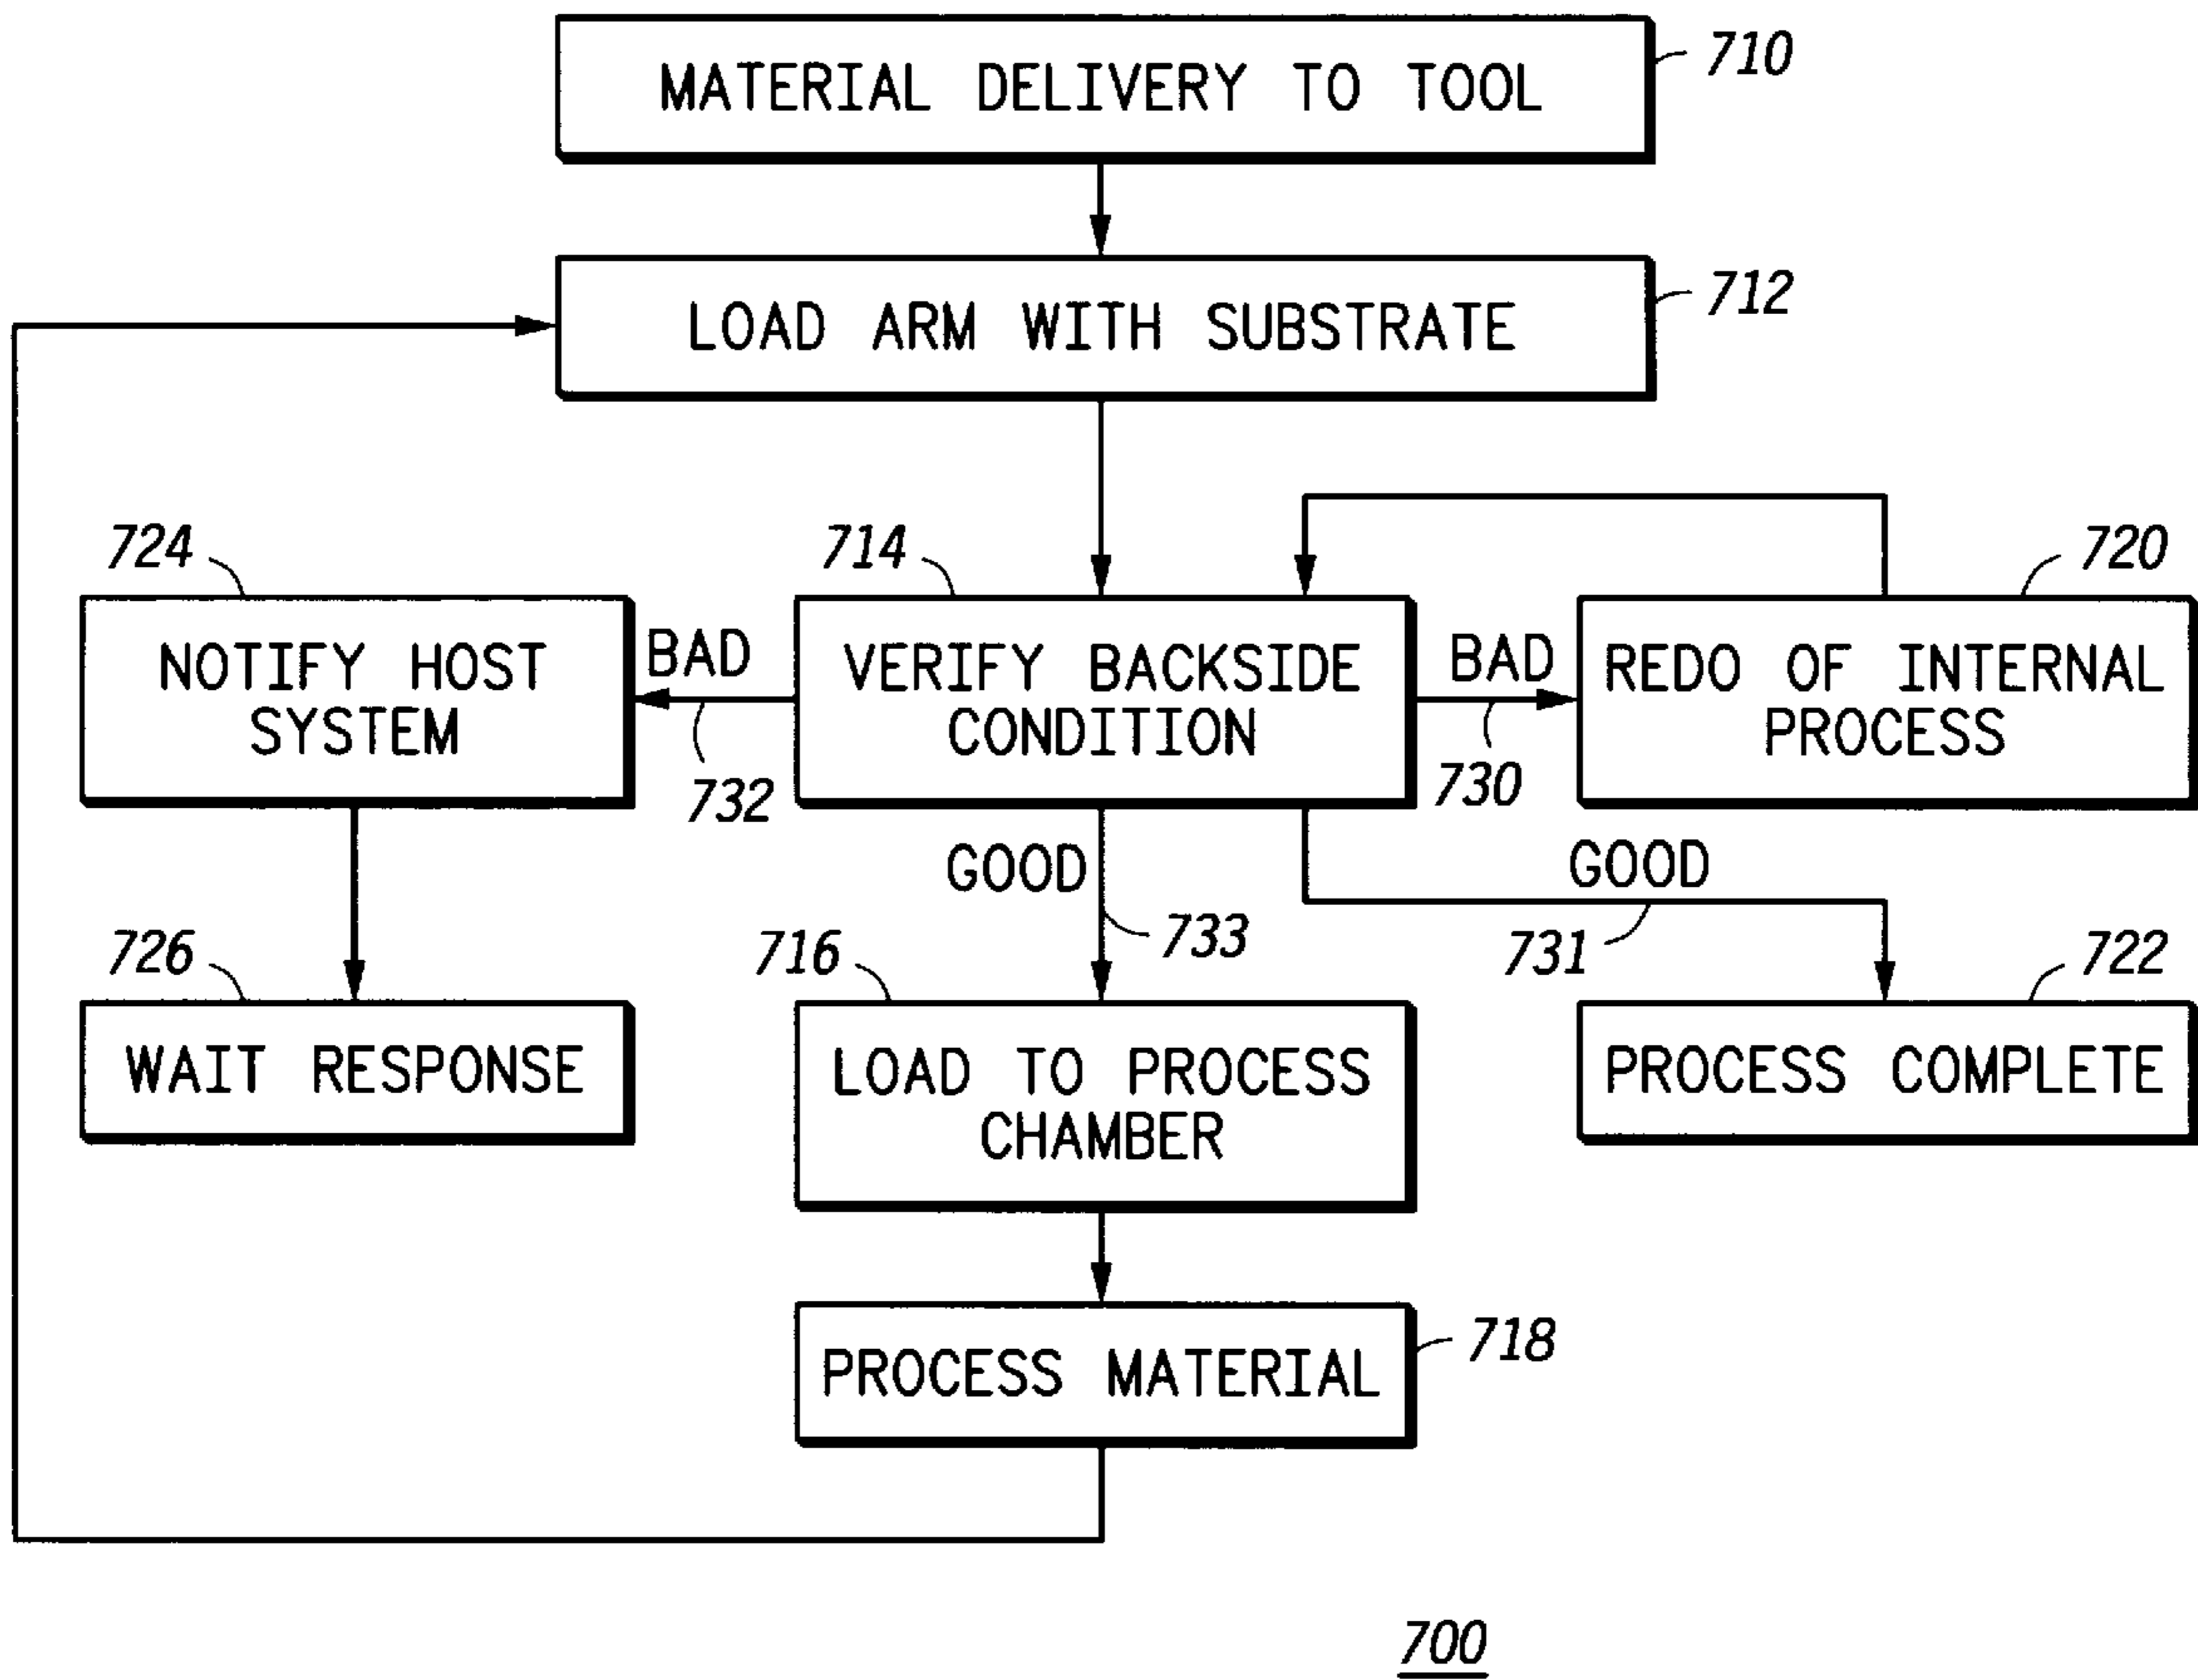 MATERIAL DELIVERY TO TOOL
710
LOAD ARM WITH SUBSTRATE
712
724
714
720
NOTIFY HOST
SYSTEM
BAD
732
VERIFY BACKSIDE
CONDITION
BAD
730
REDO OF INTERNAL
PROCESS
GOOD
733
GOOD
731
726
716
722
WAIT RESPONSE
LOAD TO PROCESS
CHAMBER
PROCESS COMPLETE
PROCESS MATERIAL
718
700